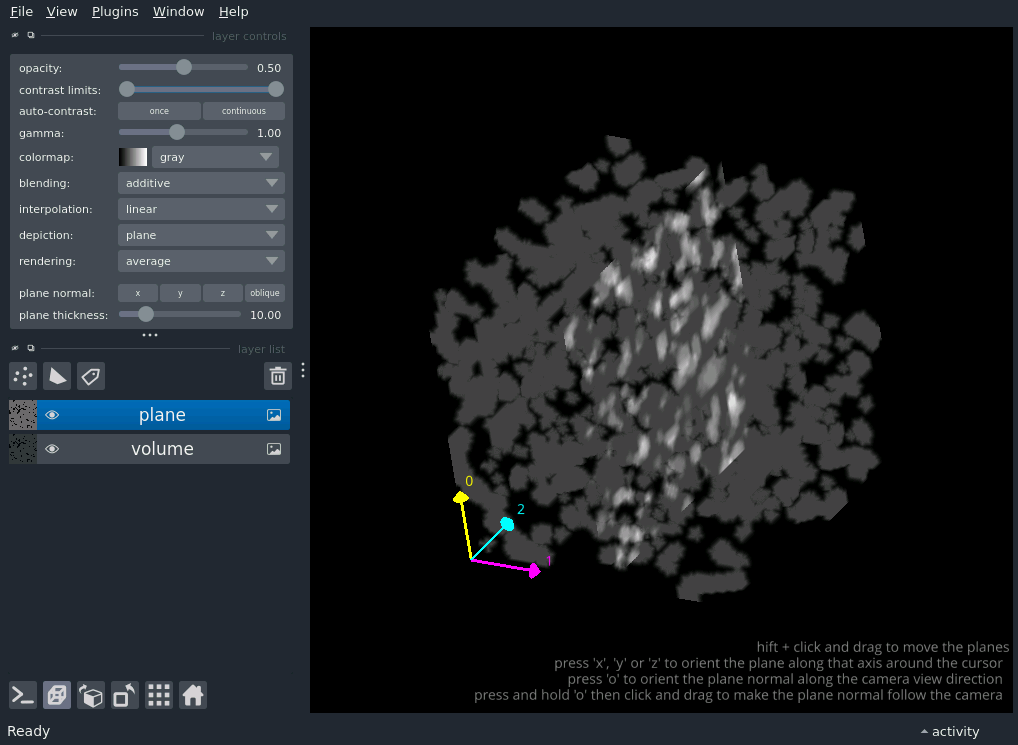 File View Plugins Window Help
layer controls
opacity: 0.50
contrast limits:
auto-contrast: once continuous
gamma: 1.00
colormap: gray
blending: additive
interpolation: linear
depiction: plane
rendering: average
plane normal: x y z oblique
plane thickness: 10.00
layer list
plane
volume
0
2
1
hift + click and drag to move the planes
press 'x', 'y' or 'z' to orient the plane along that axis around the cursor
press 'o' to orient the plane normal along the camera view direction
press and hold 'o' then click and drag to make the plane normal follow the camera
Ready
activity